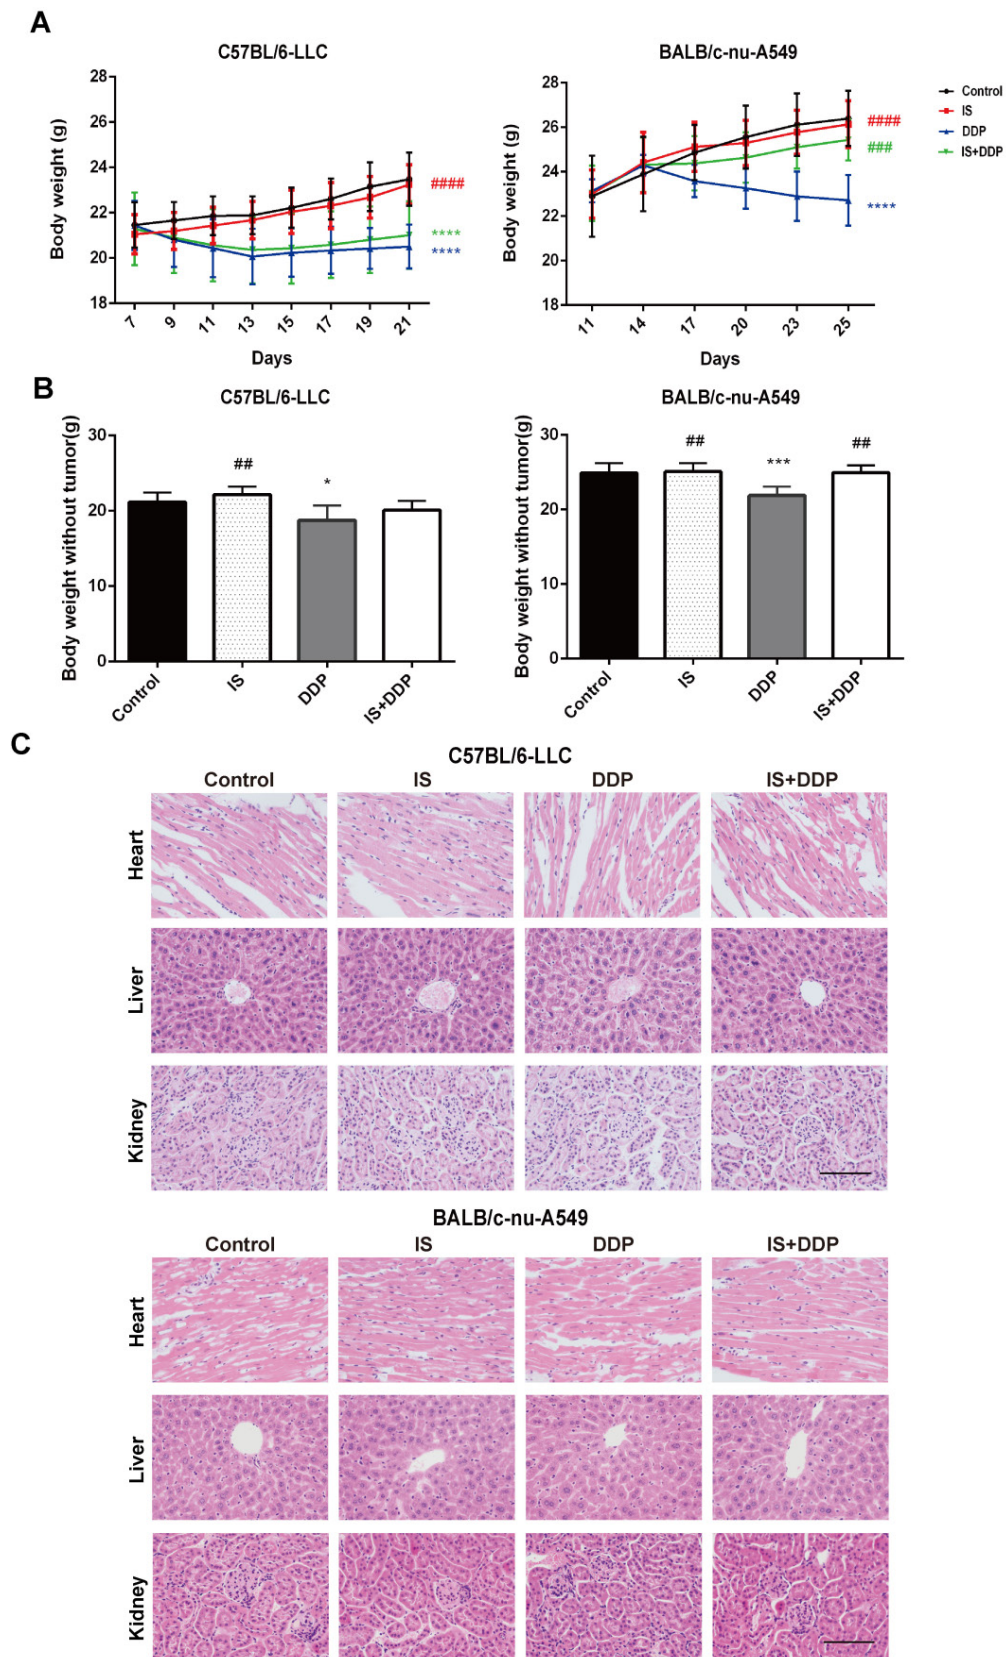 A
C57BL/6-LLC
Body weight (g)
28
26
24
22
20
18
7 9 11 13 15 17 19 21
Days
####
****
****
BALB/c-nu-A549
Body weight (g)
28
26
24
22
20
18
11 14 17 20 23 25
Days
####
###
****
Control
IS
DDP
IS+DDP
B
C57BL/6-LLC
Body weight without tumor(g)
30
20
10
0
##
*
Control IS DDP IS+DDP
BALB/c-nu-A549
Body weight without tumor(g)
30
20
10
0
##
***
##
Control IS DDP IS+DDP
C
C57BL/6-LLC
Control IS DDP IS+DDP
Heart
Liver
Kidney
BALB/c-nu-A549
Control IS DDP IS+DDP
Heart
Liver
Kidney